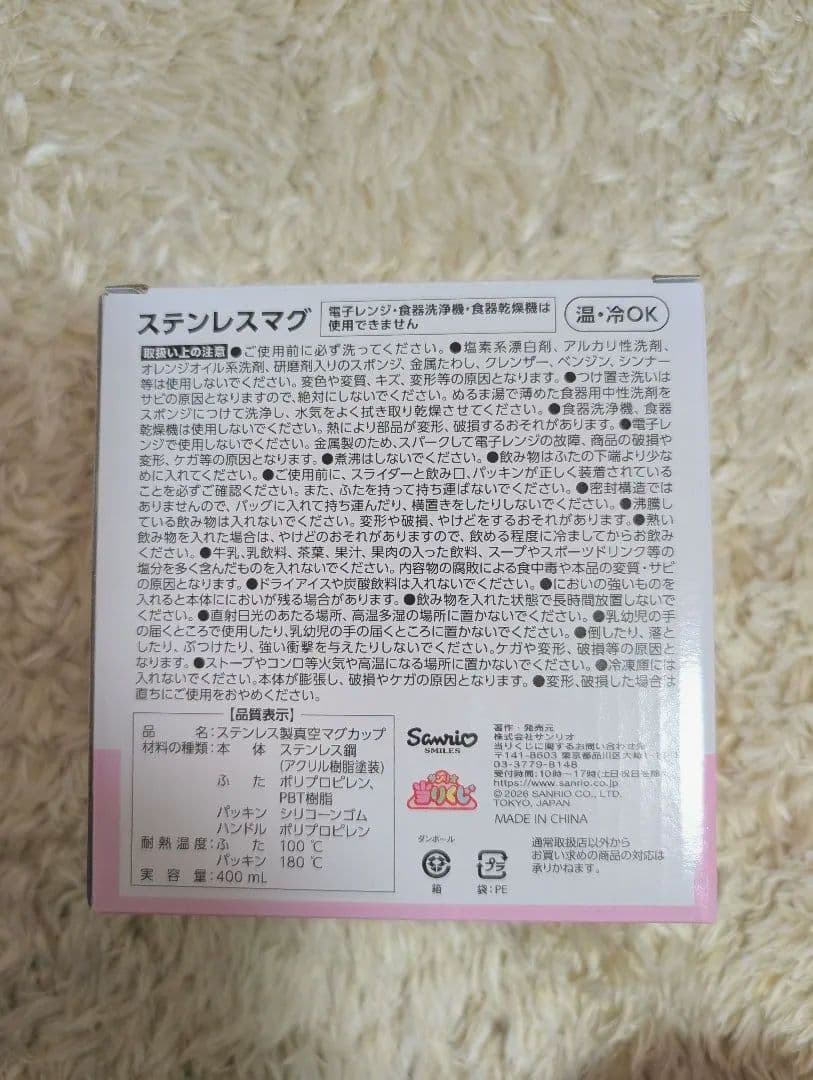 ステンレスマグ
電子レンジ・食器洗浄機・食器乾燥機は
使用できません
温・冷OK
取扱い上の注意 ●ご使用前に必ず洗ってください。●塩素系漂白剤、アルカリ性洗剤、
オレンジオイル系洗剤、研磨剤入りのスポンジ、金属たわし、クレンザー、ベンジン、シンナー
等は使用しないでください。変色や変質、キズ、変形等の原因となります。●つけ置き洗いは
サビの原因となりますので、絶対にしないでください。ぬるま湯で薄めた食器用中性洗剤を
スポンジにつけて洗浄し、水気をよく拭き取り乾燥させてください。●食器洗浄機、食器
乾燥機は使用しないでください。熱により部品が変形、破損するおそれがあります。●電子レン
ジで使用しないでください。金属製のため、スパークして電子レンジの故障、商品の破損や
変形、ケガ等の原因となります。●煮沸はしないでください。●飲み物はふたの下端より少な
めに入れてください。●ご使用前に、スライダーと飲み口、パッキンが正しく装着されている
ことを必ずご確認ください。また、ふたを持って持ち運ばないでください。●密封構造では
ありませんので、バッグに入れて持ち運んだり、横置きをしたりしないでください。●沸騰し
ている飲み物は入れないでください。変形や破損、やけどをするおそれがあります。●熱い
飲み物を入れた場合は、やけどのおそれがありますので、飲める程度に冷ましてからお飲み
ください。●牛乳、乳飲料、茶葉、果汁、果肉の入った飲料、スープやスポーツドリンク等の
塩分を多く含んだものを入れないでください。内容物の腐敗による食中毒や本品の変質・サビ
の原因となります。●ドライアイスや炭酸飲料は入れないでください。●においの強いものを
入れると本体ににおいが残る場合があります。●飲み物を入れた状態で長時間放置しないで
ください。●直射日光のあたる場所、高温多湿の場所に置かないでください。●乳幼児の手
の届くところで使用したり、乳幼児の手の届くところに置かないでください。●倒したり、落と
したり、ぶつけたり、強い衝撃を与えたりしないでください。ケガや変形、破損等の原因と
なります。●ストーブやコンロ等火気や高温になる場所に置かないでください。●冷凍庫には
入れないでください。本体が膨張し、破損やケガの原因となります。●変形、破損した場合は
直ちにご使用をおやめください。
【品質表示】
品　　名:ステンレス製真空マグカップ
材料の種類:本　体　ステンレス鋼
(アクリル樹脂塗装)
ふ　た　ポリプロピレン、
PBT樹脂
パッキン　シリコーンゴム
ハンドル　ポリプロピレン
耐熱温度:ふ　た　100℃
パッキン　180℃
実 容 量:400 mL
Sanrio
SMILES
サンリオ
当りくじ
著作・発売元
株式会社サンリオ
当りくじに関するお問い合わせ先
〒141-8603 東京都品川区大崎1-11-1
03-3779-8148
受付時間:10時〜17時(土日祝日を除く)
https://www.sanrio.co.jp
© 2026 SANRIO CO., LTD.
TOKYO, JAPAN
MADE IN CHINA
ダンボール
箱
プラ
袋:PE
通常取扱店以外から
お買い求めの商品の対応は
承りかねます。